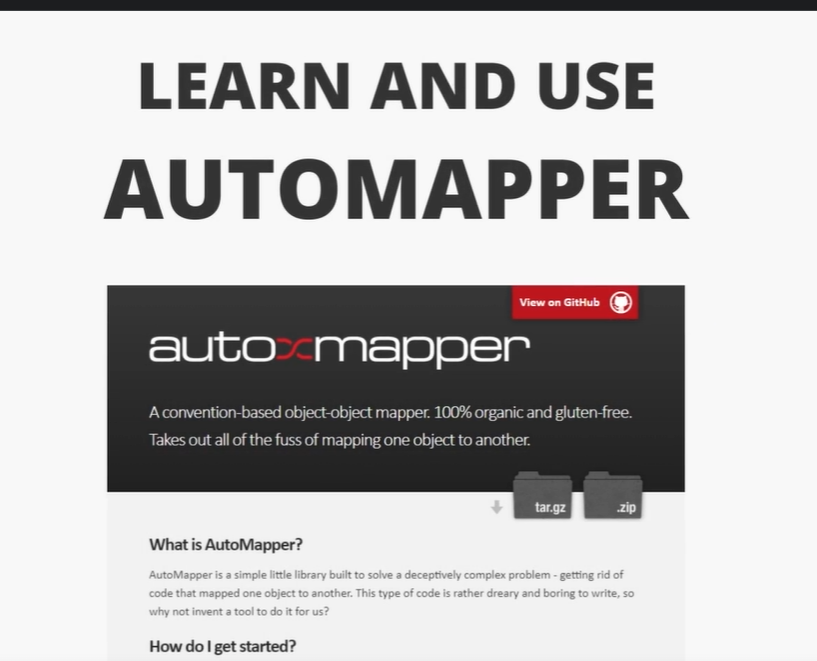 LEARN AND USE
AUTOMAPPER
View on GitHub
automapper
A convention-based object-object mapper. 100% organic and gluten-free.
Takes out all of the fuss of mapping one object to another.
tar.gz
.zip
What is AutoMapper?
AutoMapper is a simple little library built to solve a deceptively complex problem - getting rid of
code that mapped one object to another. This type of code is rather dreary and boring to write, so
why not invent a tool to do it for us?
How do I get started?